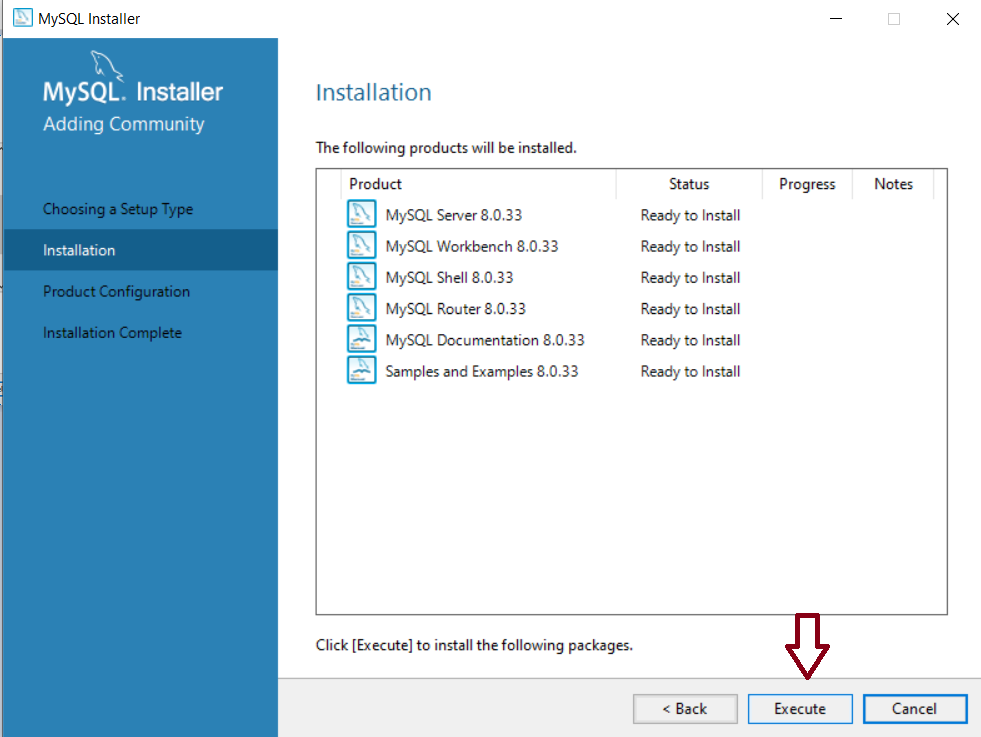 MySQL Installer
MySQL. Installer
Adding Community
Choosing a Setup Type
Installation
Product Configuration
Installation Complete
Installation
The following products will be installed.
Product Status Progress Notes
MySQL Server 8.0.33 Ready to Install
MySQL Workbench 8.0.33 Ready to Install
MySQL Shell 8.0.33 Ready to Install
MySQL Router 8.0.33 Ready to Install
MySQL Documentation 8.0.33 Ready to Install
Samples and Examples 8.0.33 Ready to Install
Click [Execute] to install the following packages.
< Back Execute Cancel